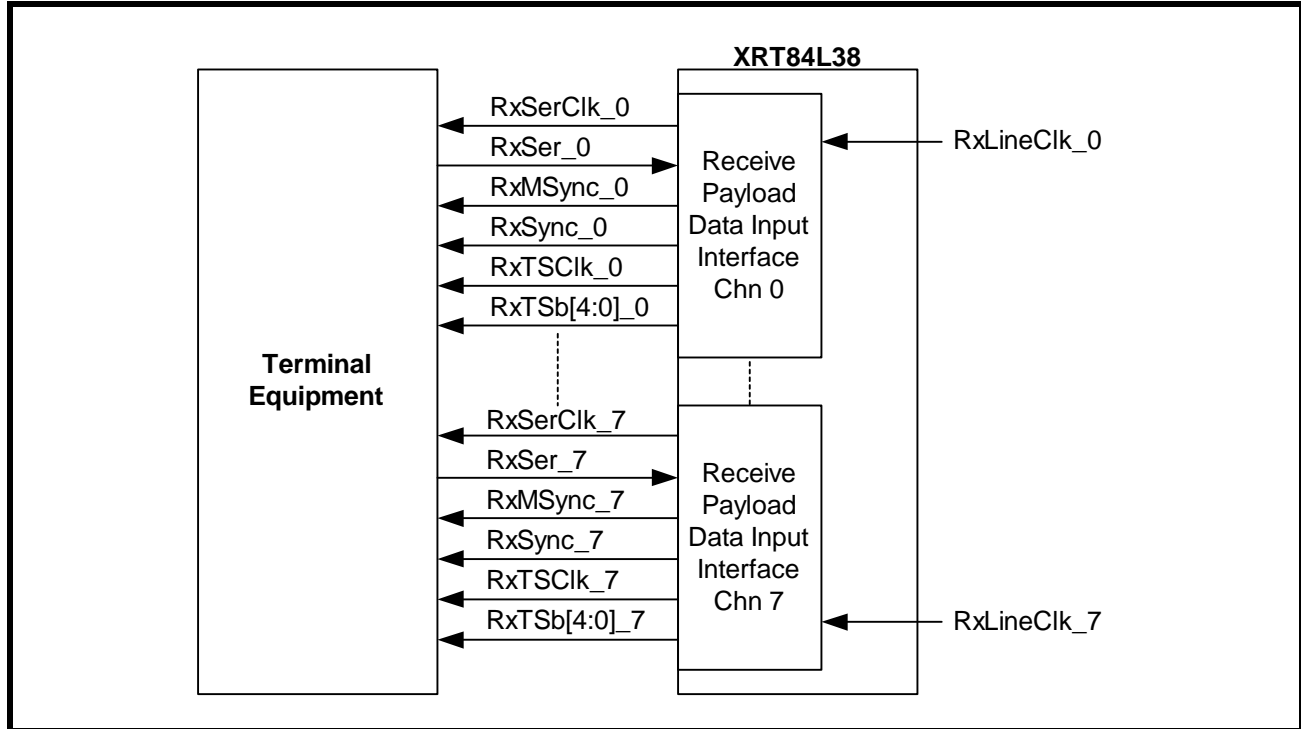 XRT84L38
RxSerClk_0
RxSer_0
RxMSync_0
RxSync_0
RxTSClk_0
RxTSb[4:0]_0
Receive
Payload
Data Input
Interface
Chn 0
RxLineClk_0
Terminal
Equipment
RxSerClk_7
RxSer_7
RxMSync_7
RxSync_7
RxTSClk_7
RxTSb[4:0]_7
Receive
Payload
Data Input
Interface
Chn 7
RxLineClk_7